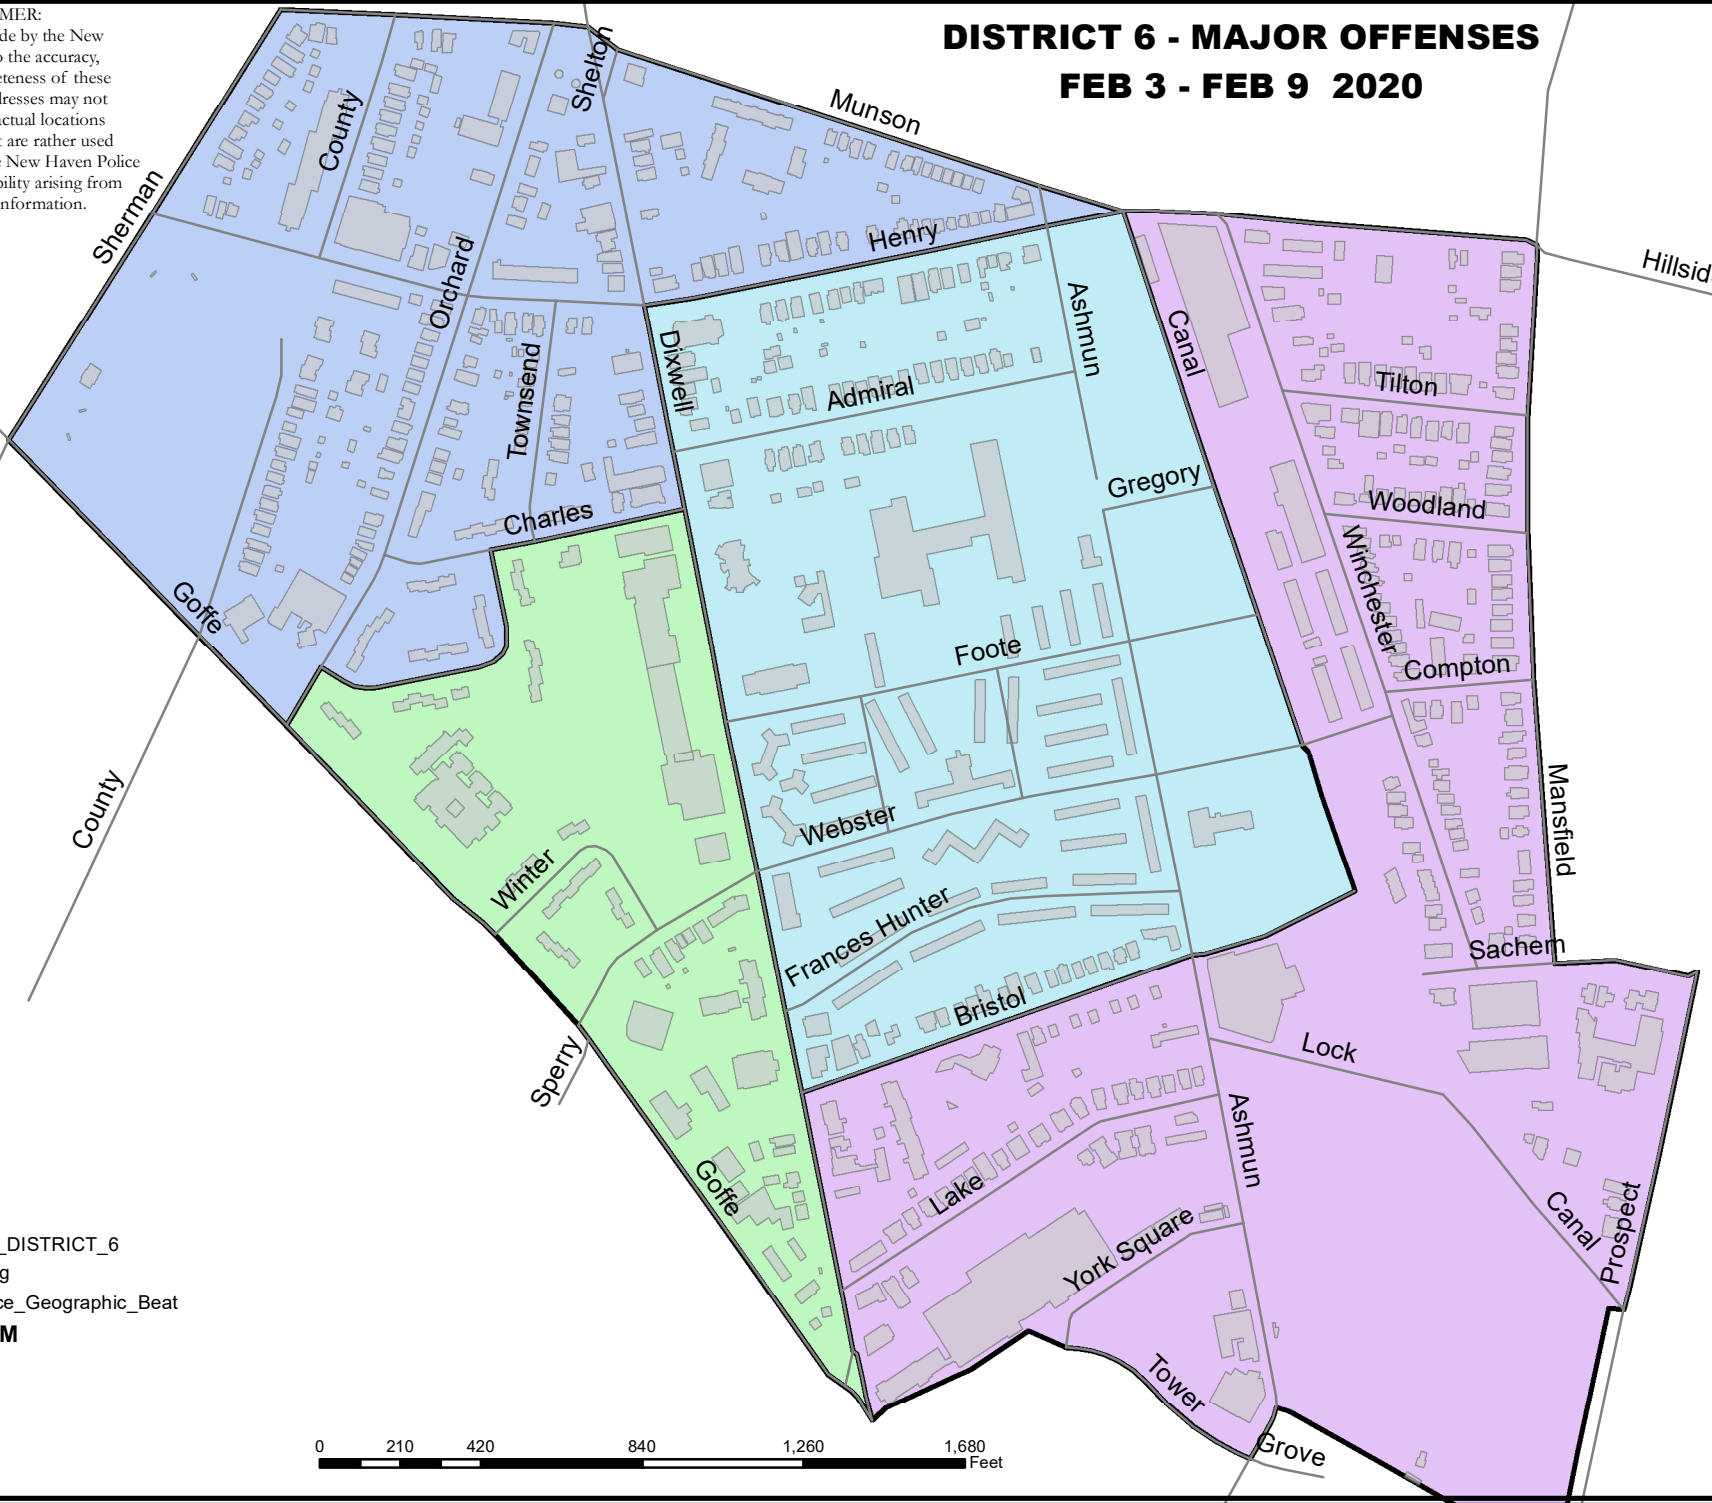 MER:
de by the New
o the accuracy,
eteness of these
dresses may not
actual locations
t are rather used
e New Haven Police
bility arising from
nformation.
DISTRICT 6 - MAJOR OFFENSES
FEB 3 - FEB 9 2020
Shelton
Munson
County
Sherman
Henry
Orchard
Hillsid
Ashmun
Canal
Dixwell
Townsend
Admiral
Tilton
Gregory
Woodland
Charles
Winchester
Goffe
Foote
Compton
County
Mansfield
Webster
Winter
Frances Hunter
Sachem
Bristol
Lock
Sperry
Ashmun
Goffe
Lake
Canal
Prospect
York Square
_DISTRICT_6
g
ce_Geographic_Beat
M
Tower
Grove
0 210 420 840 1,260 1,680
Feet